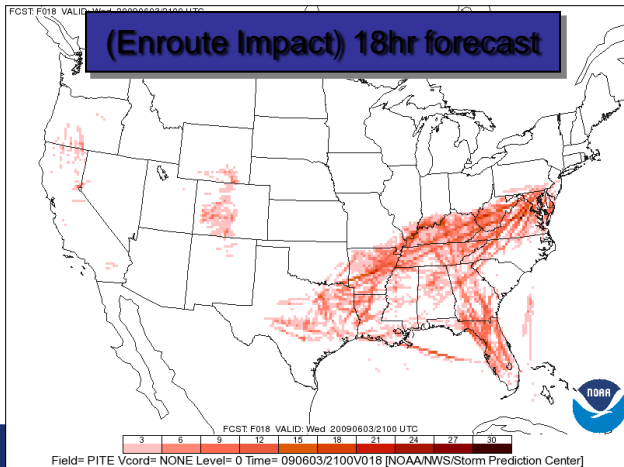 FCST: F018 VALID: Wed 20090603/2100 UTC
(Enroute Impact) 18hr forecast
NOAA
FCST: F018 VALID: Wed 20090603/2100 UTC
3 6 9 12 15 18 21 24 27 30
Field= PITE Vcord= NONE Level= 0 Time= 090603/2100V018 [NOAA/NWS/Storm Prediction Center]